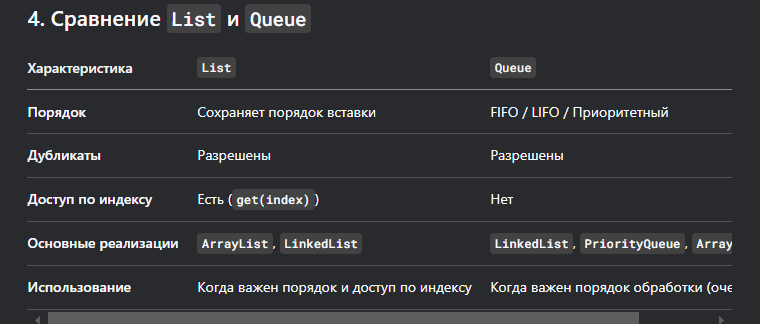 4. Сравнение List и Queue
Характеристика List Queue
Порядок Сохраняет порядок вставки FIFO / LIFO / Приоритетный
Дубликаты Разрешены Разрешены
Доступ по индексу Есть (get(index)) Нет
Основные реализации ArrayList, LinkedList LinkedList, PriorityQueue, Array
Использование Когда важен порядок и доступ по индексу Когда важен порядок обработки (оче